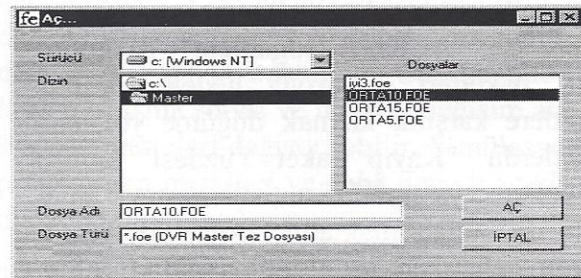 fe Aç...
Sürücü
c: [Windows NT]
Dosyalar
Dizin
c:\
Master
iyi3.foe
ORTA10.FOE
ORTA15.FOE
ORTA5.FOE
Dosya Adı
ORTA10.FOE
AÇ
Dosya Türü
*.foe (DVR Master Tez Dosyası)
İPTAL